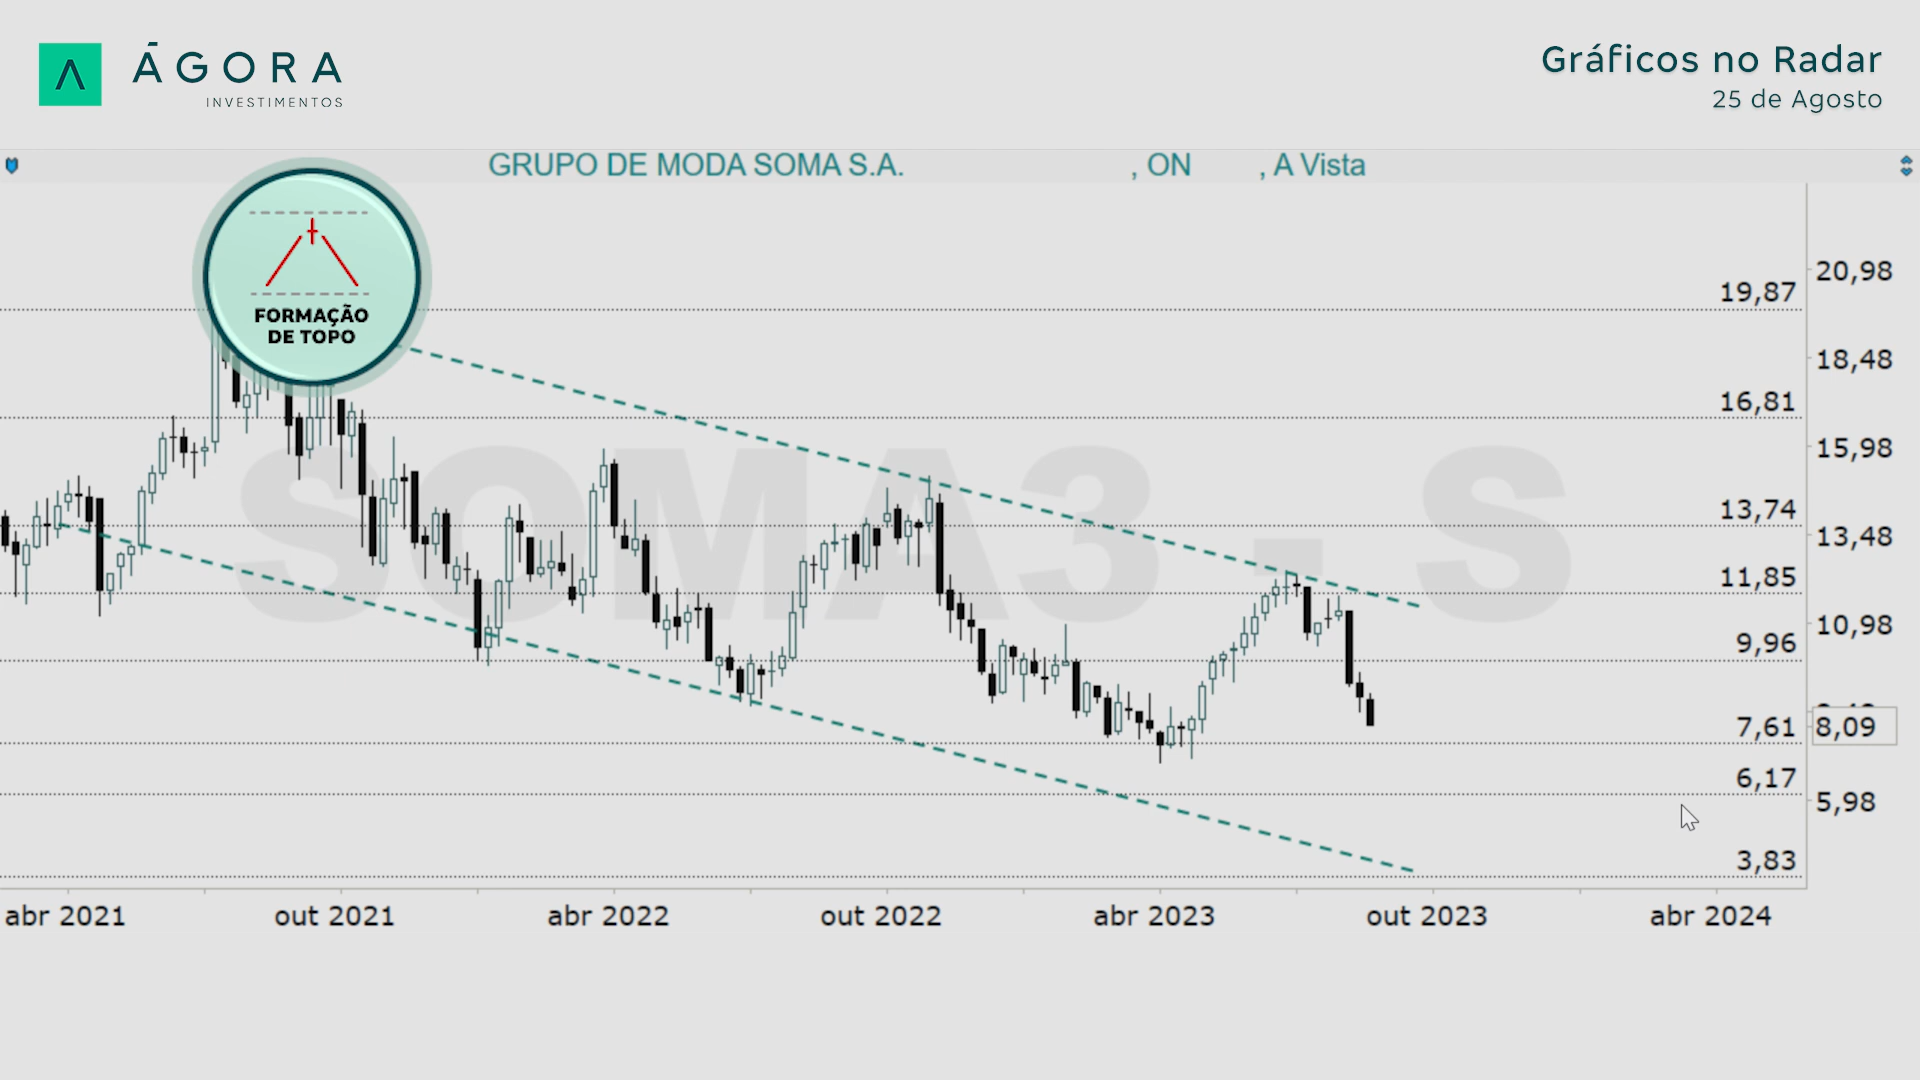 ÁGORA
INVESTIMENTOS
Gráficos no Radar
25 de Agosto
GRUPO DE MODA SOMA S.A. , ON , A Vista
FORMAÇÃO
DE TOPO
SOMA3 - S
19,87
16,81
13,74
11,85
9,96
7,61
6,17
3,83
20,98
18,48
15,98
13,48
10,98
8,09
5,98
abr 2021 out 2021 abr 2022 out 2022 abr 2023 out 2023 abr 2024